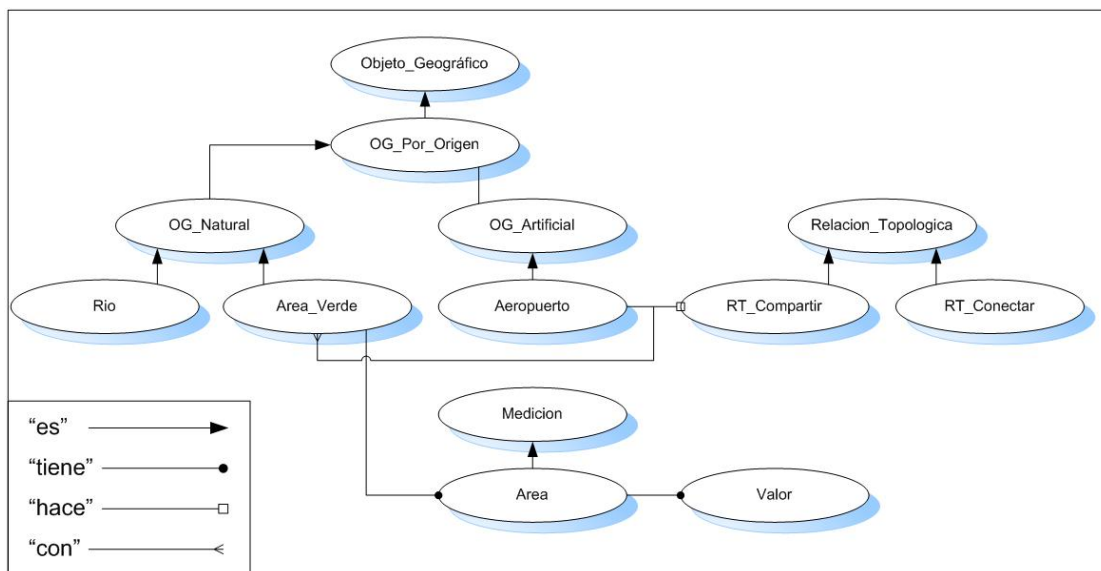 Objeto_Geográfico
OG_Por_Origen
OG_Natural
OG_Artificial
Relacion_Topologica
Rio
Area_Verde
Aeropuerto
RT_Compartir
RT_Conectar
Medicion
Area
Valor
“es”
“tiene”
“hace”
“con”